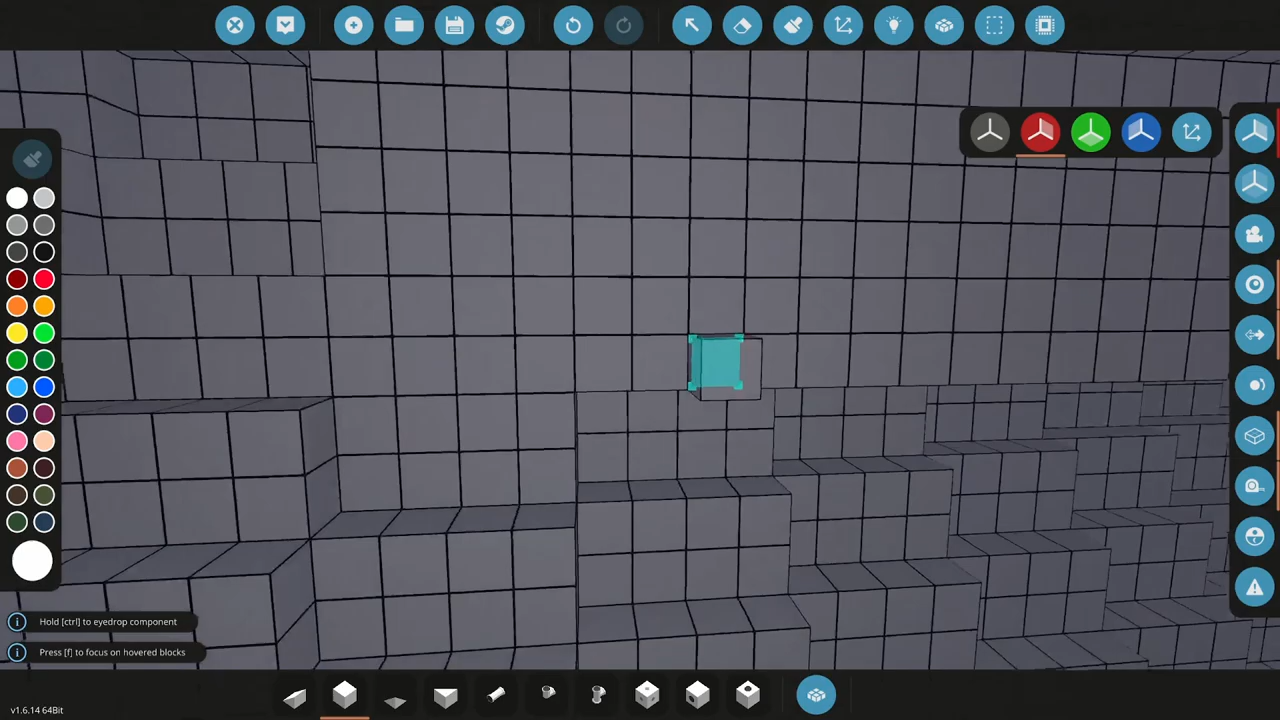 Hold [ctrl] to eyedrop component
Press [f] to focus on hovered blocks
v1.6.14 64Bit